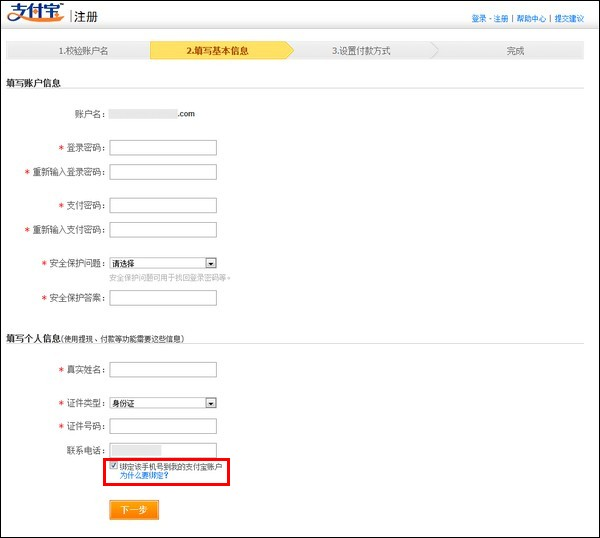 支付宝 注册
登录 - 注册 | 帮助中心 | 提交建议
1.校验账户名 2.填写基本信息 3.设置付款方式 完成
填写账户信息
账户名： .com
* 登录密码：
* 重新输入登录密码：
* 支付密码：
* 重新输入支付密码：
* 安全保护问题： 请选择
安全保护问题可用于找回登录密码等。
* 安全保护答案：
填写个人信息(使用提现、付款等功能需要这些信息)
* 真实姓名：
* 证件类型： 身份证
* 证件号码：
联系电话：
绑定该手机号到我的支付宝账户
为什么要绑定?
下一步